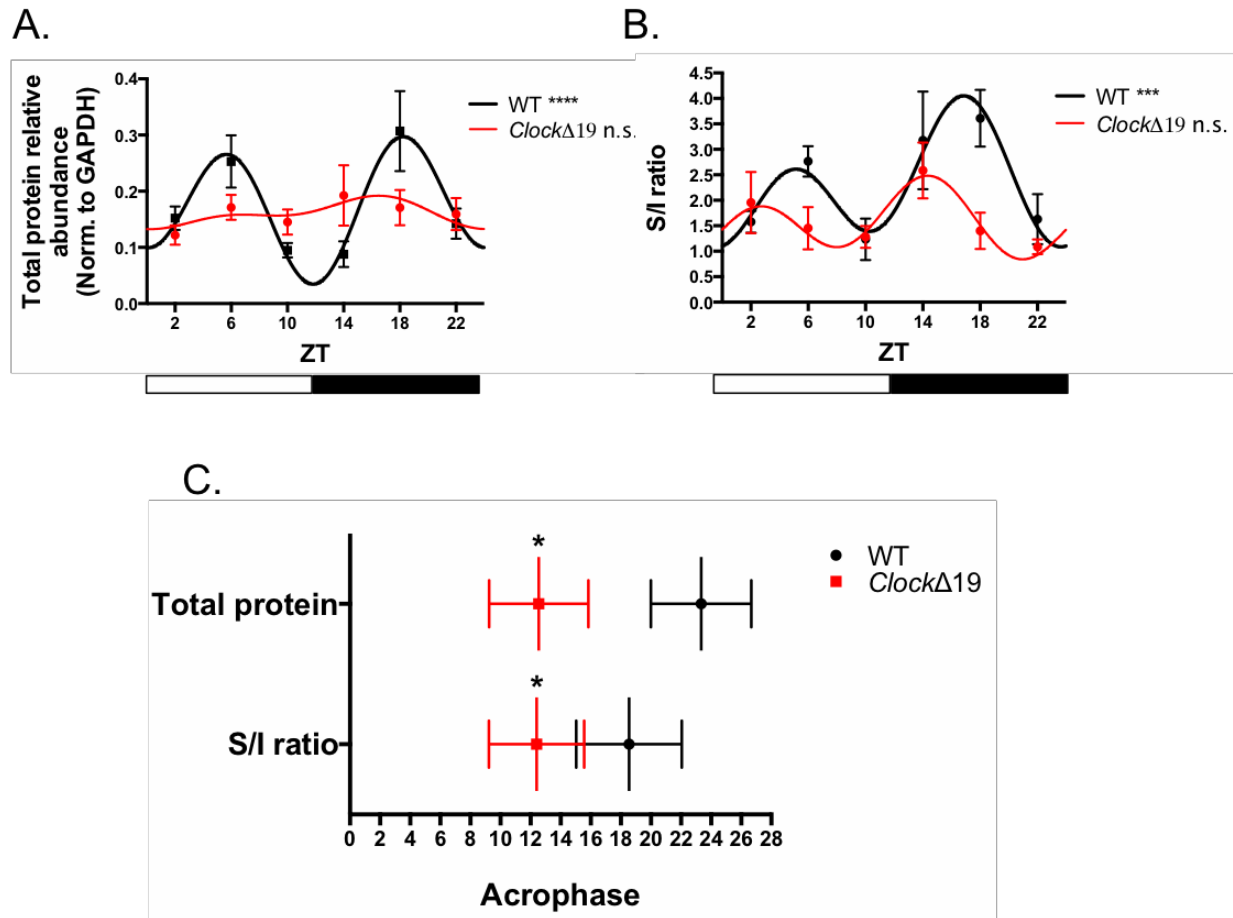 A.
Total protein relative
abundance
(Norm. to GAPDH)
0.4
0.3
0.2
0.1
0.0
2 6 10 14 18 22
ZT
WT ****
ClockΔ19 n.s.
B.
S/I ratio
4.5
4.0
3.5
3.0
2.5
2.0
1.5
1.0
0.5
0.0
2 6 10 14 18 22
ZT
WT ***
ClockΔ19 n.s.
C.
*
Total protein
*
S/I ratio
0 2 4 6 8 10 12 14 16 18 20 22 24 26 28
Acrophase
WT
ClockΔ19